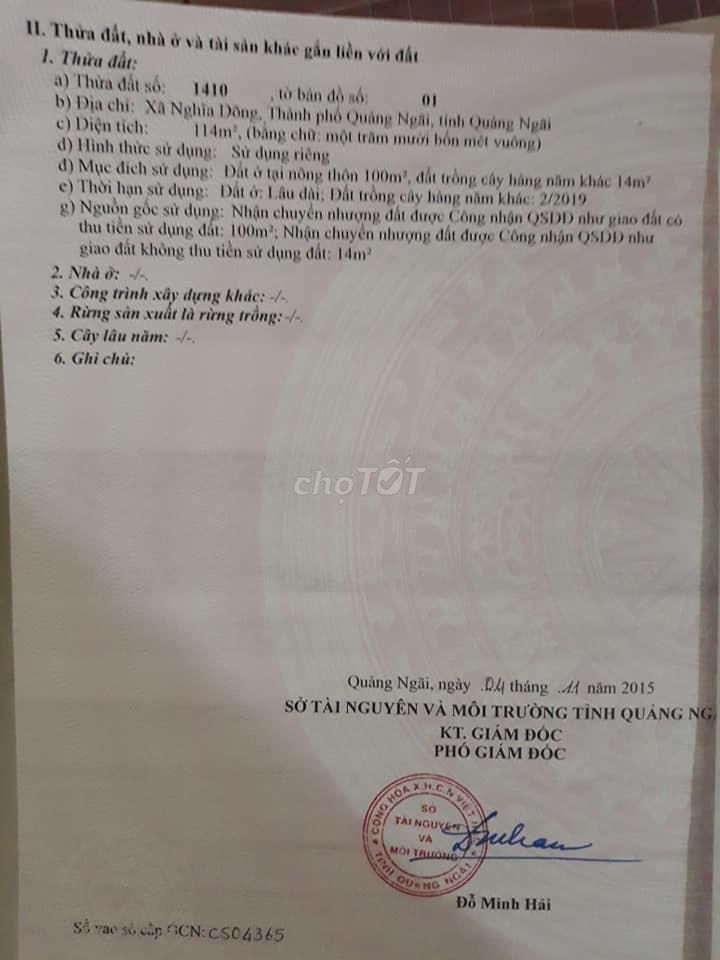 II. Thửa đất, nhà ở và tài sản khác gắn liền với đất
1. Thửa đất:
a) Thửa đất số: 1410 , tờ bản đồ số: 01
b) Địa chỉ: Xã Nghĩa Dõng, Thành phố Quảng Ngãi, tỉnh Quảng Ngãi
c) Diện tích: 114m², (bằng chữ: một trăm mười bốn mét vuông)
d) Hình thức sử dụng: Sử dụng riêng
đ) Mục đích sử dụng: Đất ở tại nông thôn 100m², đất trồng cây hàng năm khác 14m²
e) Thời hạn sử dụng: Đất ở: Lâu dài; Đất trồng cây hàng năm khác: 2/2019
g) Nguồn gốc sử dụng: Nhận chuyển nhượng đất được Công nhận QSDĐ như giao đất có
thu tiền sử dụng đất: 100m²; Nhận chuyển nhượng đất được Công nhận QSDĐ như
giao đất không thu tiền sử dụng đất: 14m²
2. Nhà ở: -/-.
3. Công trình xây dựng khác: -/-.
4. Rừng sản xuất là rừng trồng: -/-.
5. Cây lâu năm: -/-.
6. Ghi chú:
chợTỐT
Quảng Ngãi, ngày 04 tháng 11 năm 2015
SỞ TÀI NGUYÊN VÀ MÔI TRƯỜNG TỈNH QUẢNG NGÃ
KT. GIÁM ĐỐC
PHÓ GIÁM ĐỐC
CỘNG HÒA X.H.C.N VIỆT
SỞ
TÀI NGUYÊN
VÀ
MÔI TRƯỜNG
TỈNH QUẢNG NGÃI
Đỗ Minh Hải
Số vào sổ cấp GCN: CS04365